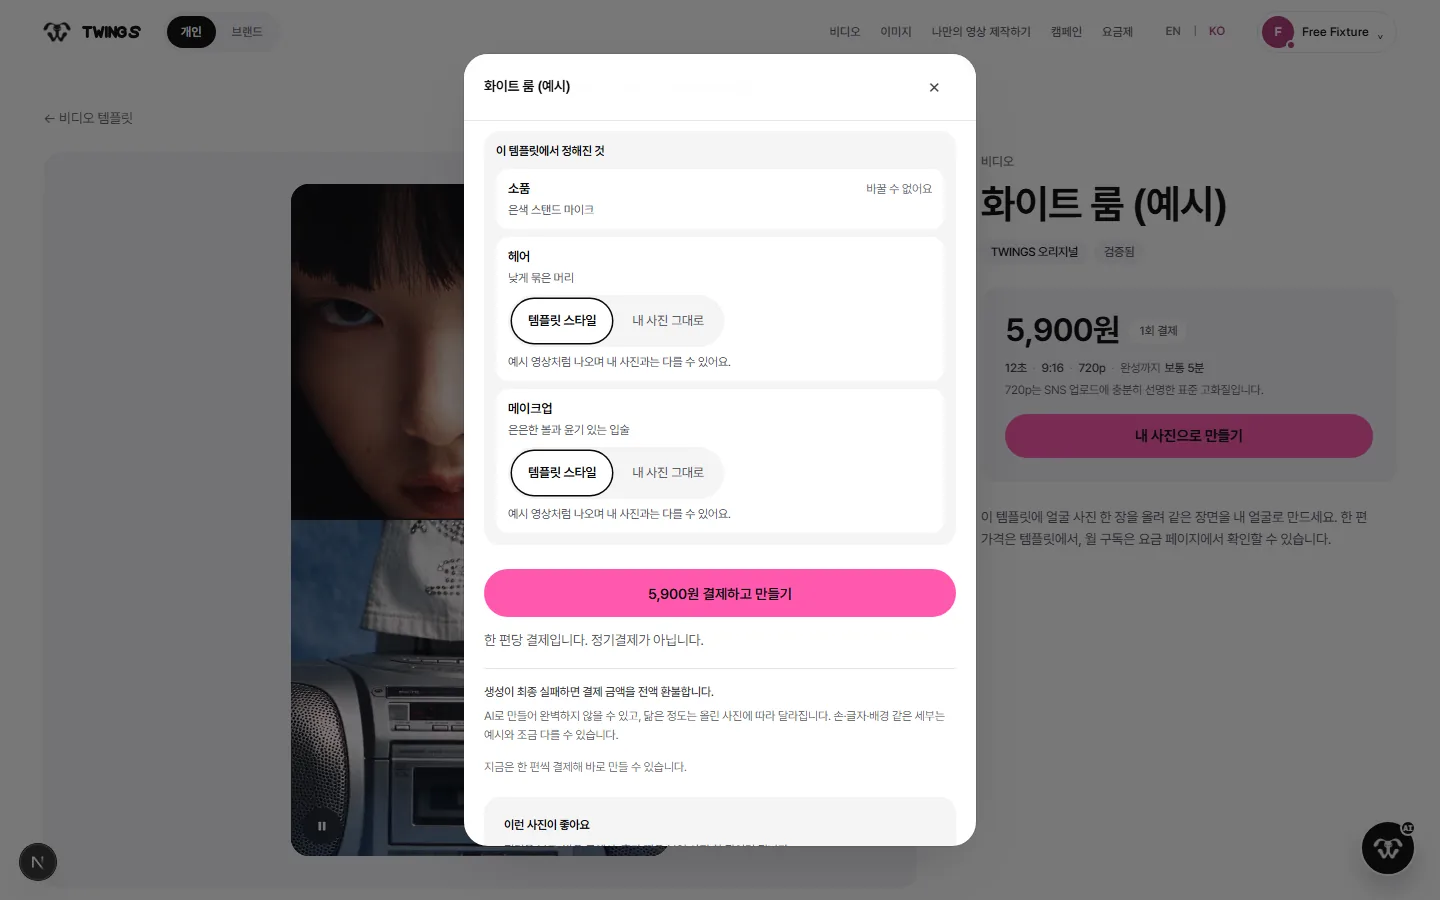 TWINGS
개인
브랜드
비디오
이미지
나만의 영상 제작하기
캠페인
요금제
EN | KO
F
Free Fixture
← 비디오 템플릿
화이트 룸 (예시)
이 템플릿에서 정해진 것
소품
바꿀 수 없어요
은색 스탠드 마이크
헤어
낮게 묶은 머리
템플릿 스타일
내 사진 그대로
예시 영상처럼 나오며 내 사진과는 다를 수 있어요.
메이크업
은은한 볼과 윤기 있는 입술
템플릿 스타일
내 사진 그대로
예시 영상처럼 나오며 내 사진과는 다를 수 있어요.
5,900원 결제하고 만들기
한 편당 결제입니다. 정기결제가 아닙니다.
생성이 최종 실패하면 결제 금액을 전액 환불합니다.
AI로 만들어 완벽하지 않을 수 있고, 닮은 정도는 올린 사진에 따라 달라집니다. 손·글자·배경 같은 세부는
예시와 조금 다를 수 있습니다.
지금은 한 편씩 결제해 바로 만들 수 있습니다.
이런 사진이 좋아요
비디오
화이트 룸 (예시)
TWINGS 오리지널
검증됨
5,900원
1회 결제
12초 · 9:16 · 720p · 완성까지 보통 5분
720p는 SNS 업로드에 충분히 선명한 표준 고화질입니다.
내 사진으로 만들기
이 템플릿에 얼굴 사진 한 장을 올려 같은 장면을 내 얼굴로 만드세요. 한 편
가격은 템플릿에서, 월 구독은 요금 페이지에서 확인할 수 있습니다.
N
AI